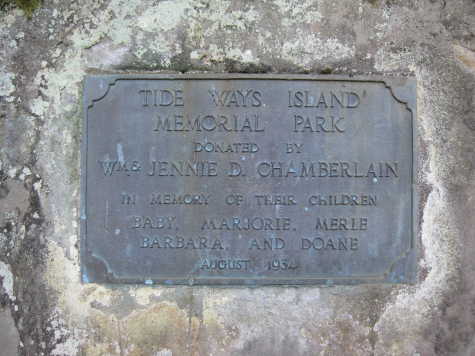 TIDE WAYS ISLAND
MEMORIAL PARK
DONATED BY
WM & JENNIE D. CHAMBERLAIN
IN MEMORY OF THEIR CHILDREN
BABY, MARJORIE, MERLE
BARBARA, AND DOANE
AUGUST 1934